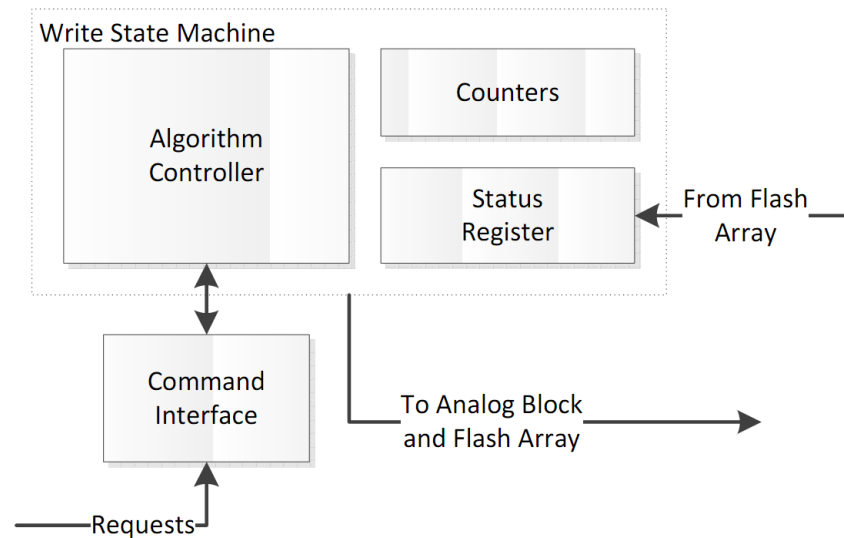 Write State Machine
Algorithm
Controller
Counters
Status
Register
From Flash
Array
Command
Interface
To Analog Block
and Flash Array
Requests